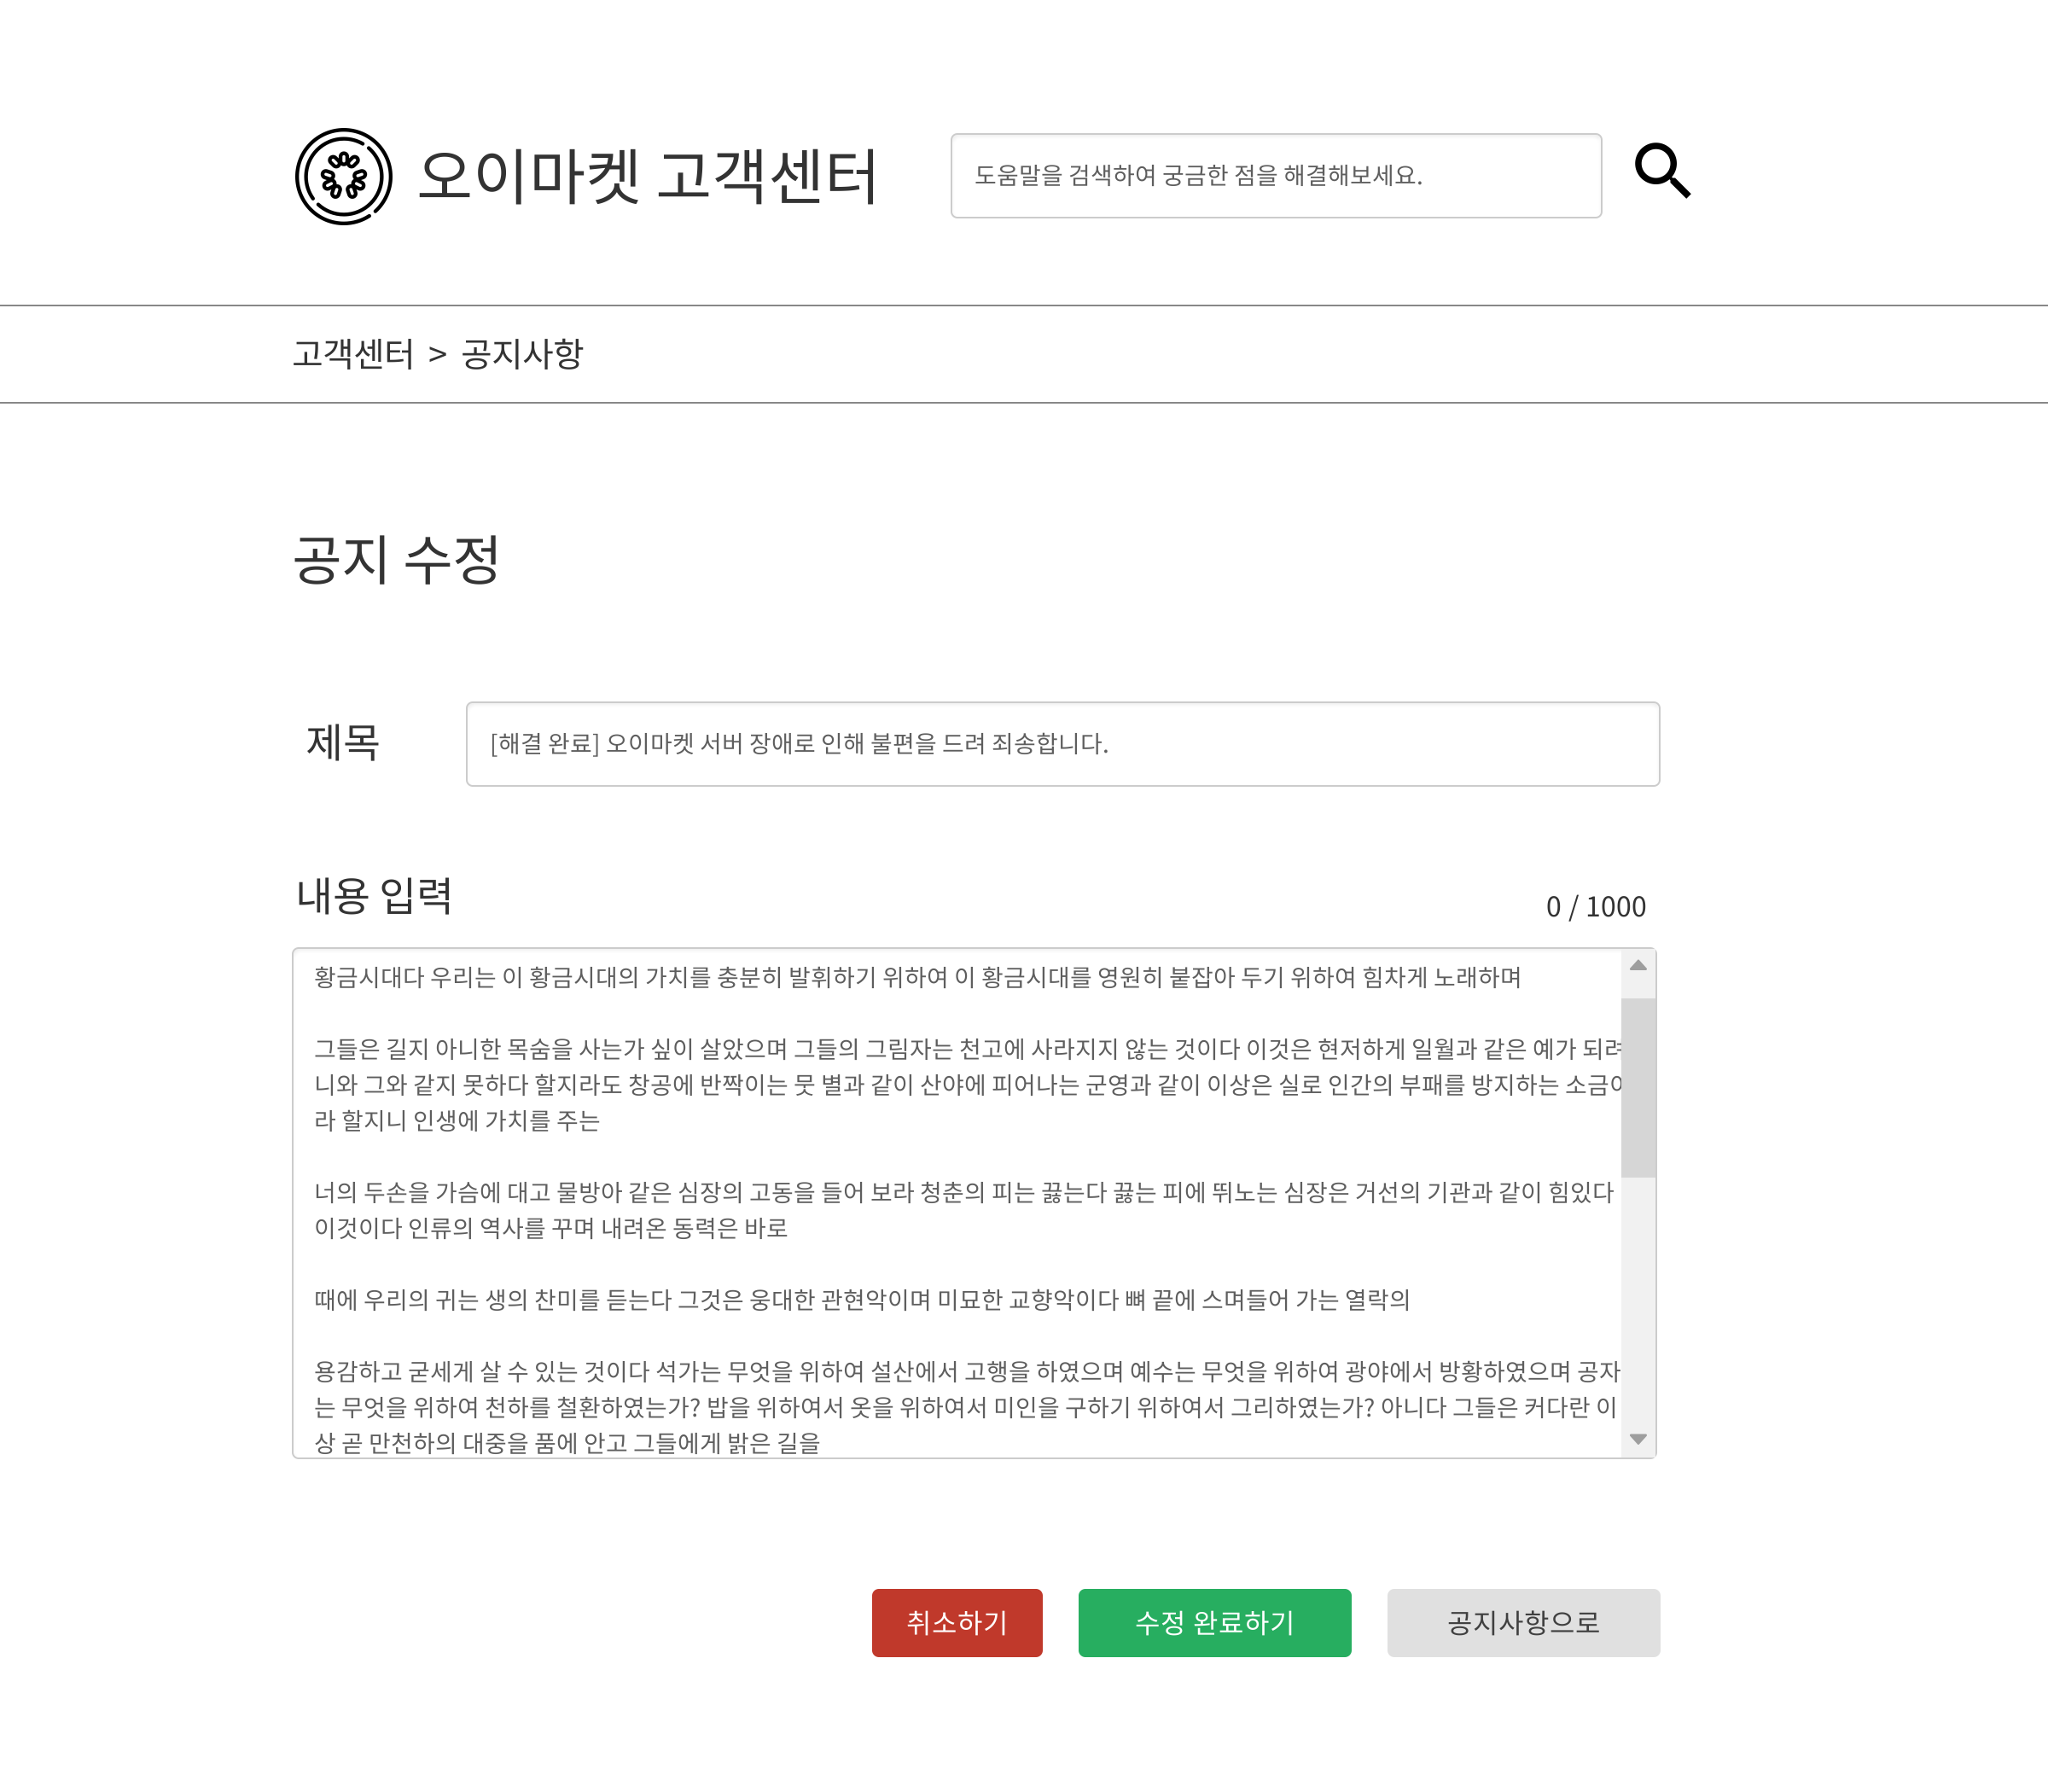 오이마켓 고객센터
도움말을 검색하여 궁금한 점을 해결해보세요.
고객센터 > 공지사항
공지 수정
제목
[해결 완료] 오이마켓 서버 장애로 인해 불편을 드려 죄송합니다.
내용 입력
0 / 1000
황금시대다 우리는 이 황금시대의 가치를 충분히 발휘하기 위하여 이 황금시대를 영원히 붙잡아 두기 위하여 힘차게 노래하며
그들은 길지 아니한 목숨을 사는가 싶이 살았으며 그들의 그림자는 천고에 사라지지 않는 것이다 이것은 현저하게 일월과 같은 예가 되려
니와 그와 같지 못하다 할지라도 창공에 반짝이는 뭇 별과 같이 산야에 피어나는 군영과 같이 이상은 실로 인간의 부패를 방지하는 소금이
라 할지니 인생에 가치를 주는
너의 두손을 가슴에 대고 물방아 같은 심장의 고동을 들어 보라 청춘의 피는 끓는다 끓는 피에 뛰노는 심장은 거선의 기관과 같이 힘있다
이것이다 인류의 역사를 꾸며 내려온 동력은 바로
때에 우리의 귀는 생의 찬미를 듣는다 그것은 웅대한 관현악이며 미묘한 교향악이다 뼈 끝에 스며들어 가는 열락의
용감하고 굳세게 살 수 있는 것이다 석가는 무엇을 위하여 설산에서 고행을 하였으며 예수는 무엇을 위하여 광야에서 방황하였으며 공자
는 무엇을 위하여 천하를 철환하였는가? 밥을 위하여서 옷을 위하여서 미인을 구하기 위하여서 그리하였는가? 아니다 그들은 커다란 이
상 곧 만천하의 대중을 품에 안고 그들에게 밝은 길을
취소하기
수정 완료하기
공지사항으로